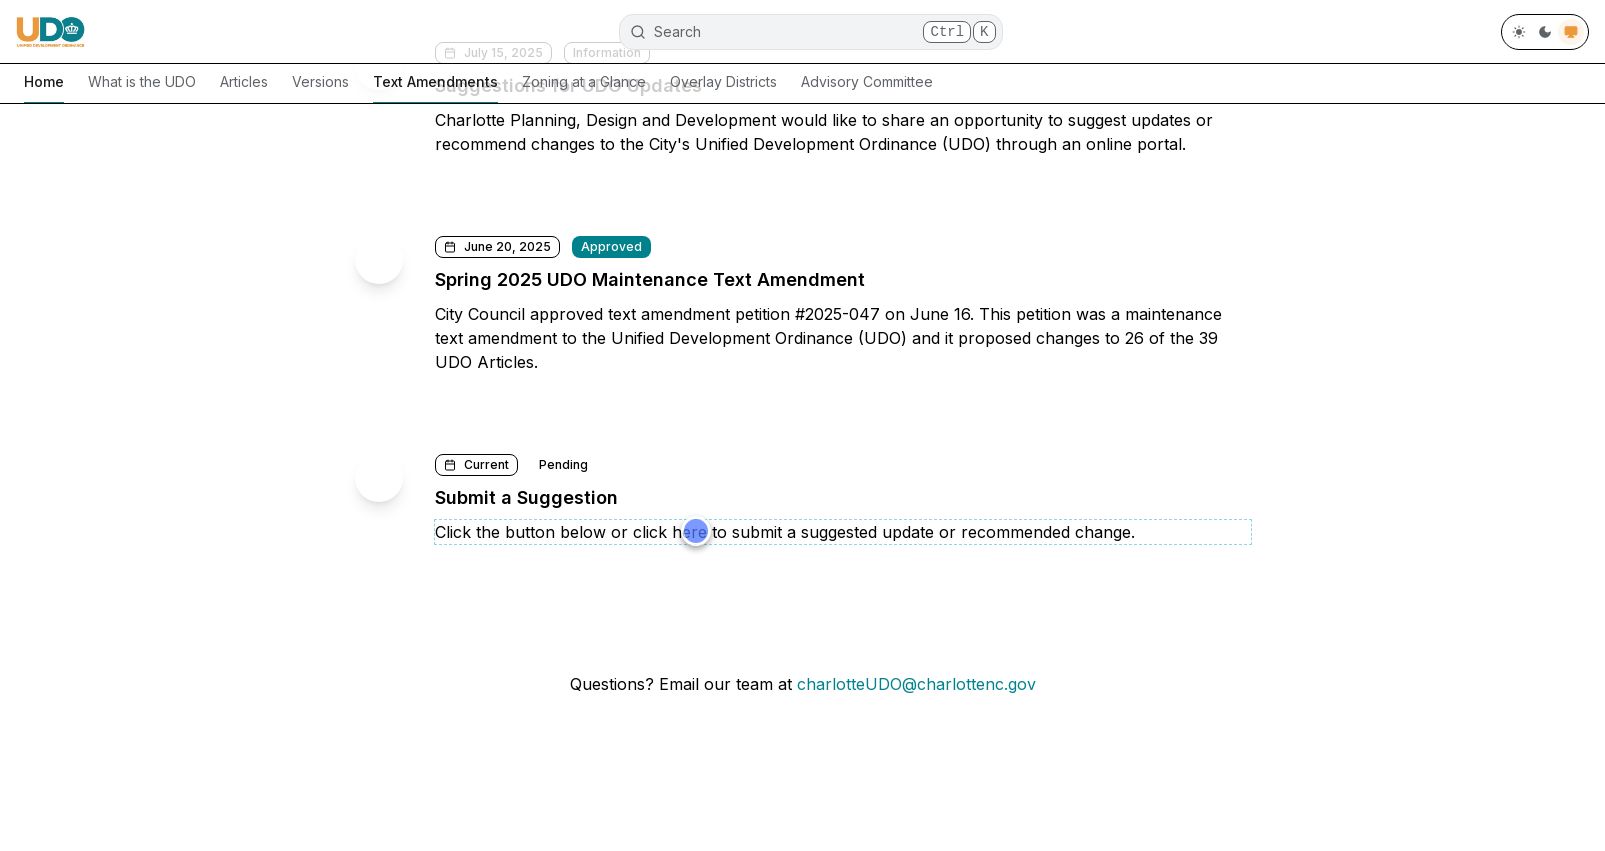 UDO
UNIFIED DEVELOPMENT ORDINANCE
Search
Ctrl K
July 15, 2025 Information
Home What is the UDO Articles Versions Text Amendments Zoning at a Glance Overlay Districts Advisory Committee
Suggestions for UDO Updates
Charlotte Planning, Design and Development would like to share an opportunity to suggest updates or
recommend changes to the City's Unified Development Ordinance (UDO) through an online portal.
June 20, 2025 Approved
Spring 2025 UDO Maintenance Text Amendment
City Council approved text amendment petition #2025-047 on June 16. This petition was a maintenance
text amendment to the Unified Development Ordinance (UDO) and it proposed changes to 26 of the 39
UDO Articles.
Current Pending
Submit a Suggestion
Click the button below or click here to submit a suggested update or recommended change.
Questions? Email our team at charlotteUDO@charlottenc.gov